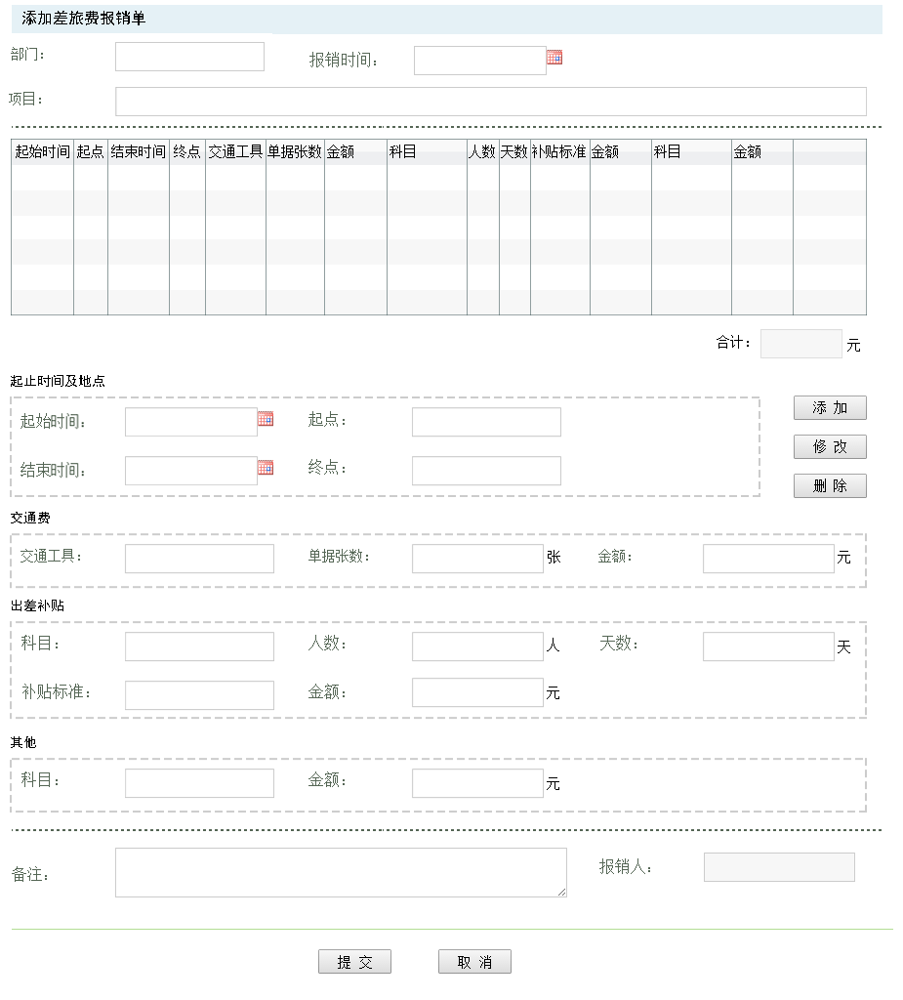 添加差旅费报销单
部门： 报销时间：
项目：
起始时间 起点 结束时间 终点 交通工具 单据张数 金额 科目 人数 天数 补贴标准 金额 科目 金额
合计： 元
起止时间及地点
起始时间： 起点： 添 加
修 改
结束时间： 终点：
删 除
交通费
交通工具： 单据张数： 张 金额： 元
出差补贴
科目： 人数： 人 天数： 天
补贴标准： 金额： 元
其他
科目： 金额： 元
备注： 报销人：
提 交 取 消